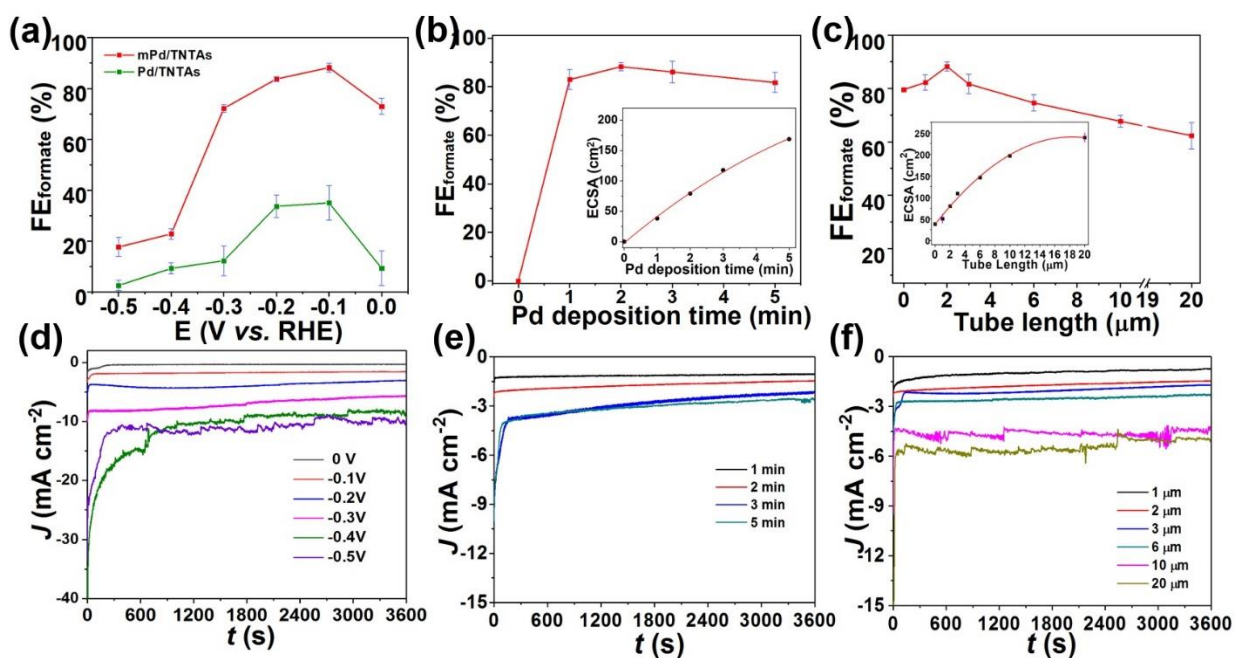 (a)
100
80
60
40
20
0
FEformate (%)
mPd/TNTAs
Pd/TNTAs
-0.5 -0.4 -0.3 -0.2 -0.1 0.0
E (V vs. RHE)
(b)
100
80
60
40
20
0
FEformate (%)
200
150
100
50
0
ECSA (cm2)
0 1 2 3 4 5
Pd deposition time (min)
0 1 2 3 4 5
Pd deposition time (min)
(c)
100
80
60
40
20
FEformate (%)
250
200
150
100
50
0
ECSA (cm2)
0 2 4 6 8 10 12 14 16 18 20
Tube Length (μm)
0 2 4 6 8 10 19 20
Tube length (μm)
(d)
0
-10
-20
-30
-40
J (mA cm-2)
0 V
-0.1V
-0.2V
-0.3V
-0.4V
-0.5V
0 600 1200 1800 2400 3000 3600
t (s)
(e)
0
-3
-6
-9
-12
-15
J (mA cm-2)
1 min
2 min
3 min
5 min
0 600 1200 1800 2400 3000 3600
t (s)
(f)
0
-3
-6
-9
-12
-15
J (mA cm-2)
1 μm
2 μm
3 μm
6 μm
10 μm
20 μm
0 600 1200 1800 2400 3000 3600
t (s)